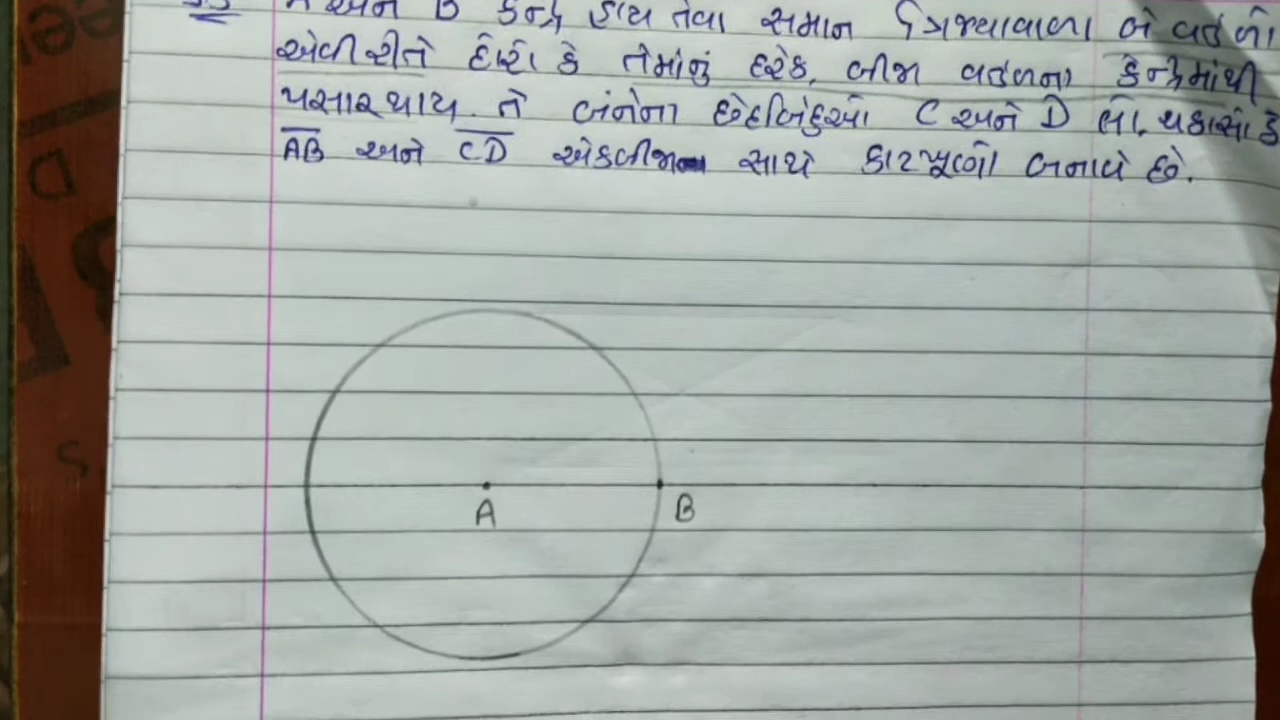 A અને B કેન્દ્ર હોય તેવા સમાન ત્રિજ્યાવાળા બે વર્તુળો
એવી રીતે દોરો કે તેમાંનું દરેક, બીજા વર્તુળના કેન્દ્રમાંથી
પસાર થાય. તે બંનેના છેદબિંદુઓ C અને D લો. ચકાસો કે
AB અને CD એકબીજા સાથે કાટખૂણો બનાવે છે.
A
B